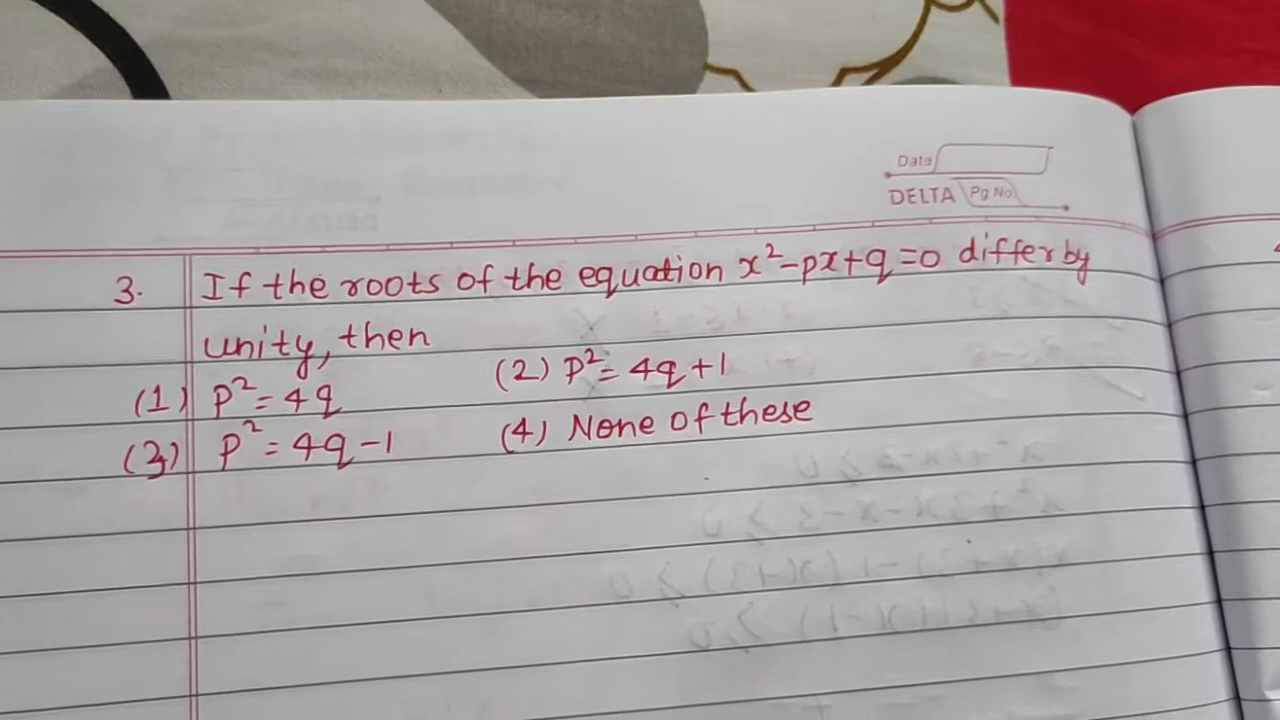 Date
DELTA Pg No.
3. If the roots of the equation x²-px+q=0 differ by
unity, then
(1) P²=4q (2) P²=4q+1
(3) P²=4q-1 (4) None of these